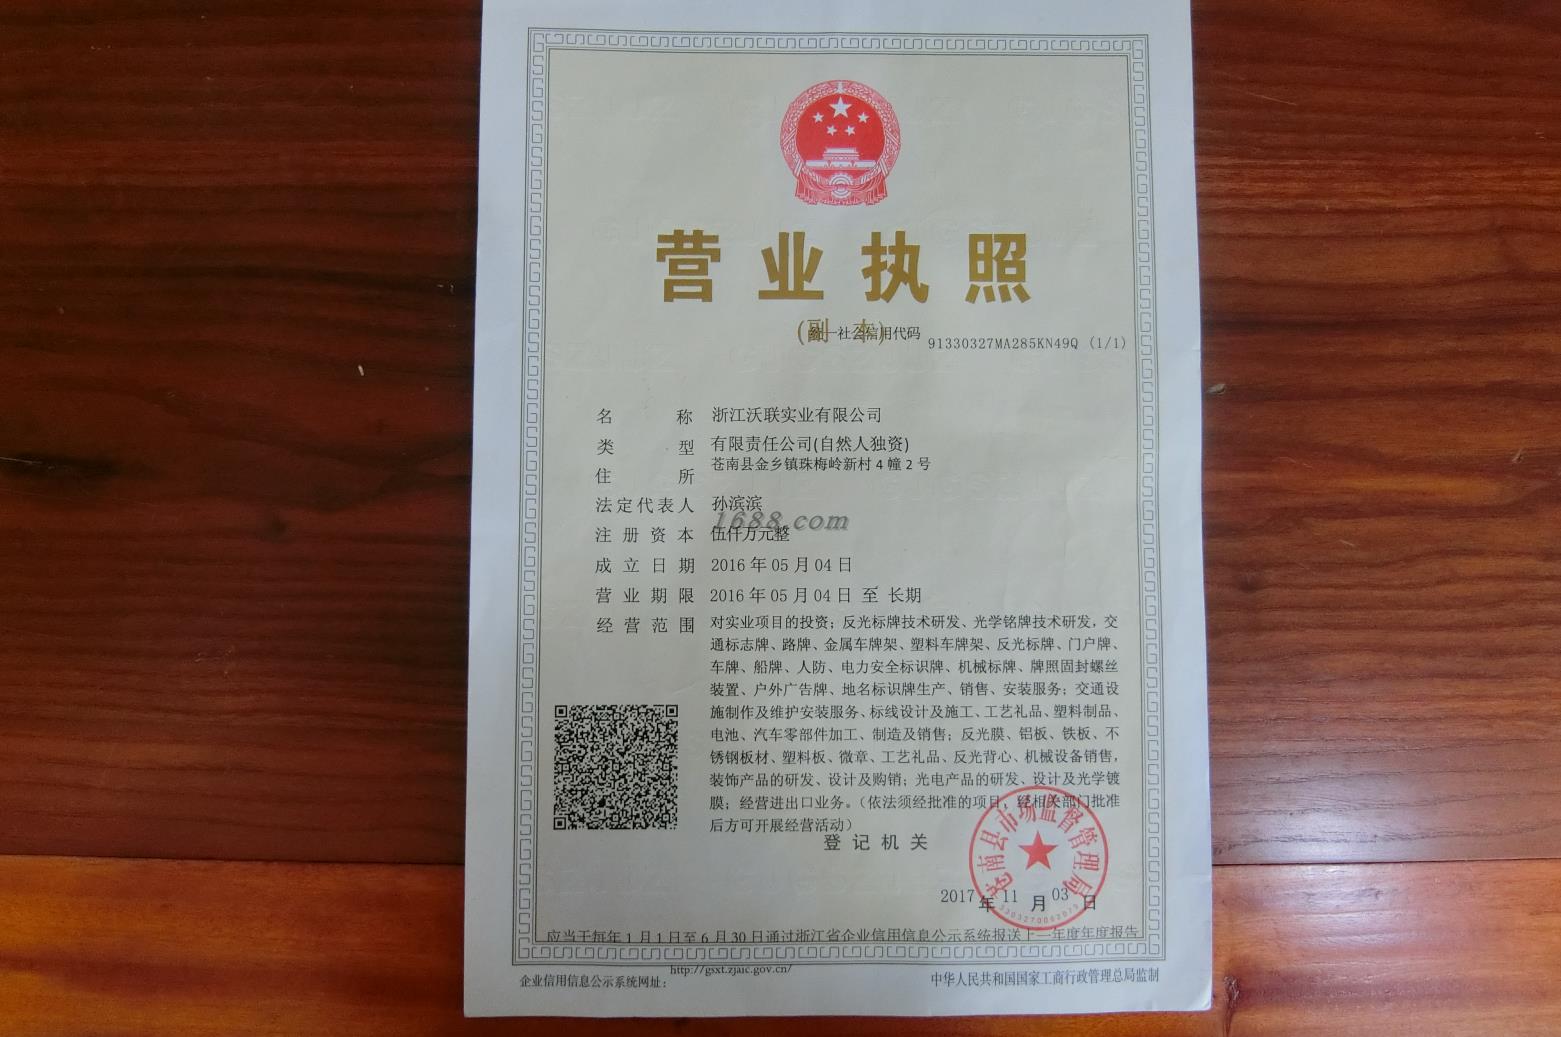 营业执照
(副 本)
统一社会信用代码 91330327MA285KN49Q (1/1)
名称 浙江沃联实业有限公司
类型 有限责任公司(自然人独资)
住所 苍南县金乡镇珠梅岭新村4幢2号
法定代表人 孙滨滨
1688.com
注册资本 伍仟万元整
成立日期 2016年05月04日
营业期限 2016年05月04日至长期
经营范围 对实业项目的投资；反光标牌技术研发、光学铭牌技术研发，交
通标志牌、路牌、金属车牌架、塑料车牌架、反光标牌、门户牌、
车牌、船牌、人防、电力安全标识牌、机械标牌、牌照固封螺丝
装置、户外广告牌、地名标识牌生产、销售、安装服务；交通设
施制作及维护安装服务、标线设计及施工、工艺礼品、塑料制品、
电池、汽车零部件加工、制造及销售；反光膜、铝板、铁板、不
锈钢板材、塑料板、微章、工艺礼品、反光背心、机械设备销售，
装饰产品的研发、设计及购销；光电产品的研发、设计及光学镀
膜；经营进出口业务。（依法须经批准的项目，经相关部门批准
后方可开展经营活动）
登记机关
苍南县市场监督管理局
2017年11月03日
应当于每年1月1日至6月30日通过浙江省企业信用信息公示系统报送上一年度年度报告
企业信用信息公示系统网址： http://gsxt.zjaic.gov.cn/
中华人民共和国国家工商行政管理总局监制